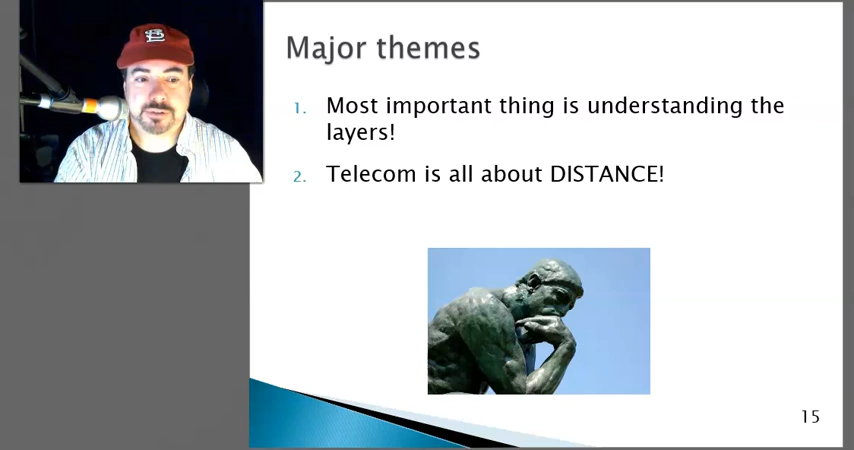 Major themes
1. Most important thing is understanding the
layers!
2. Telecom is all about DISTANCE!
15